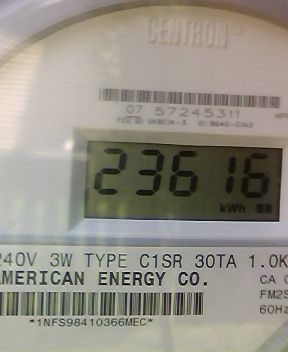 CENTRON®
07 57245311
23616
kWh
240V 3W TYPE C1SR 30TA 1.0K
AMERICAN ENERGY CO.
CA
FM2S
60Hz
*1NFS98410366MEC*